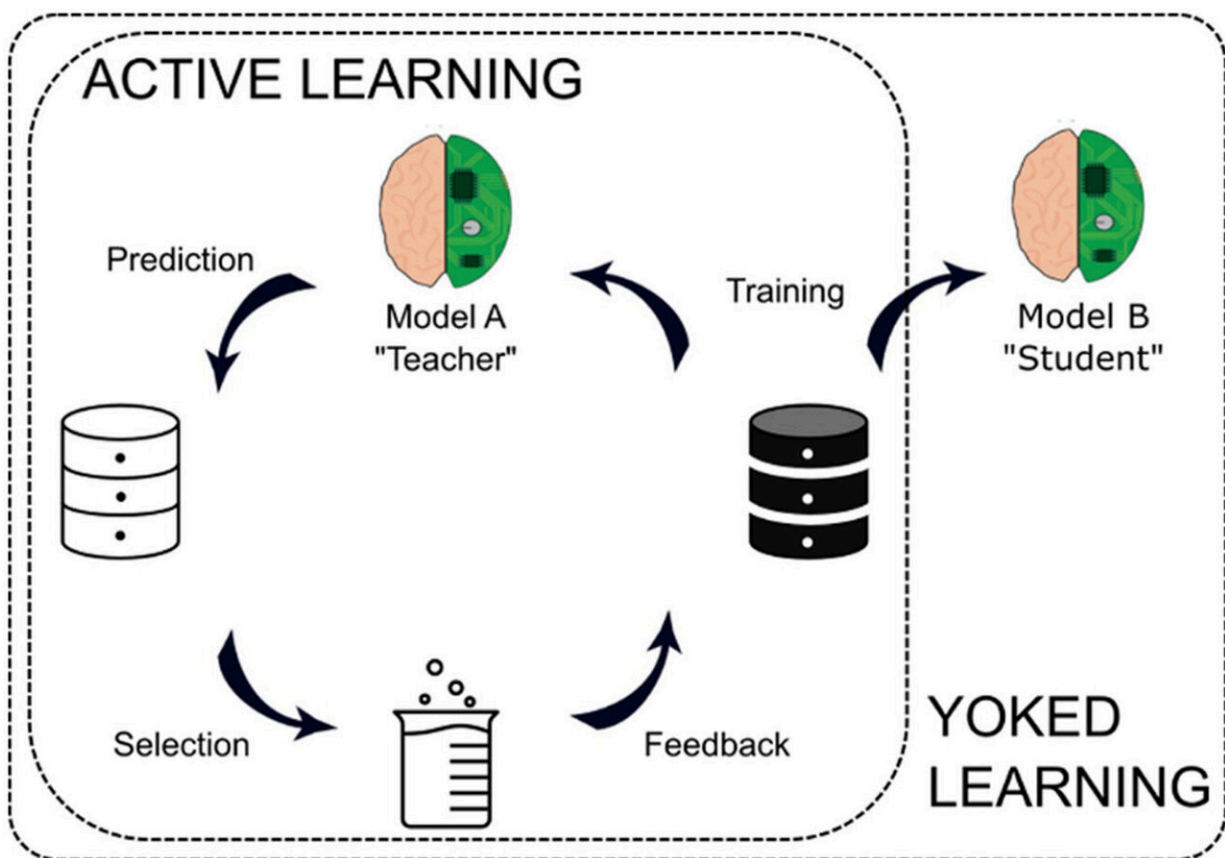 ACTIVE LEARNING
Prediction
Model A
"Teacher"
Training
Model B
"Student"
Selection
Feedback
YOKED
LEARNING